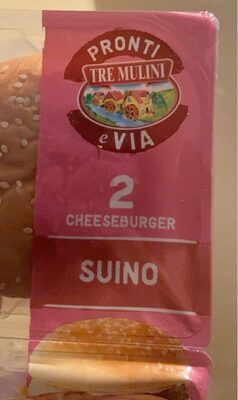 PRONTI
TRE MULINI
e VIA
2
CHEESEBURGER
SUINO